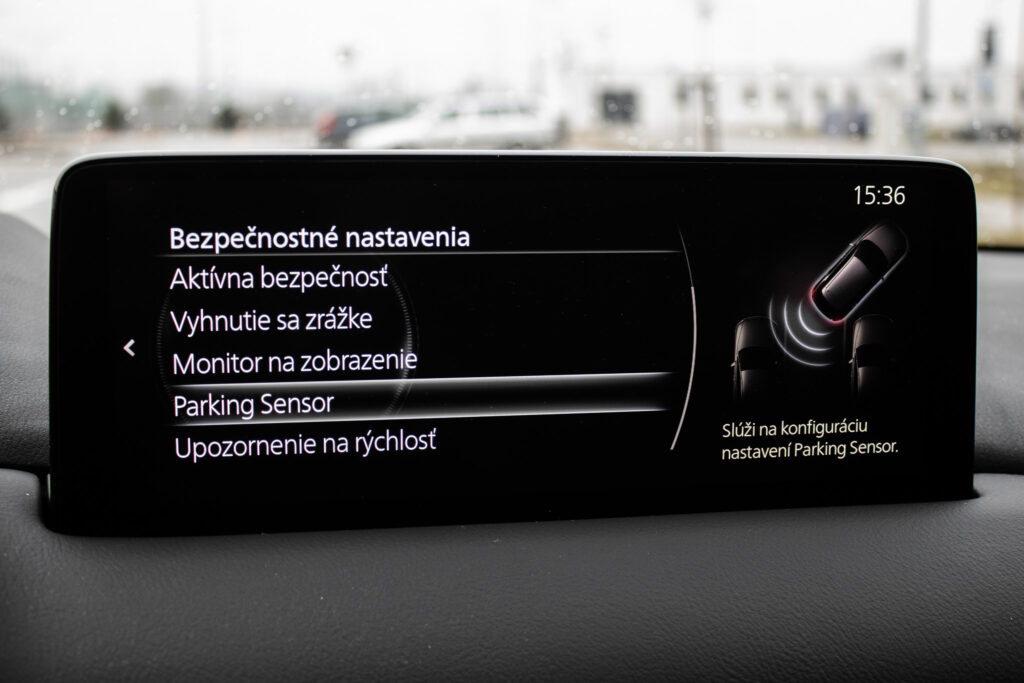 15:36
Bezpečnostné nastavenia
Aktívna bezpečnosť
Vyhnutie sa zrážke
Monitor na zobrazenie
Parking Sensor
Upozornenie na rýchlosť
Slúži na konfiguráciu
nastavení Parking Sensor.